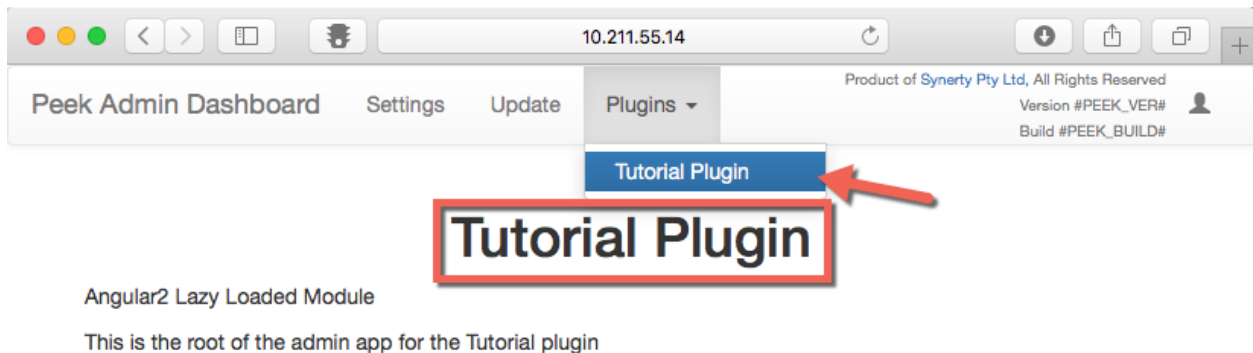 10.211.55.14
Peek Admin Dashboard Settings Update Plugins
Product of Synerty Pty Ltd, All Rights Reserved
Version #PEEK_VER#
Build #PEEK_BUILD#
Tutorial Plugin
Tutorial Plugin
Angular2 Lazy Loaded Module
This is the root of the admin app for the Tutorial plugin